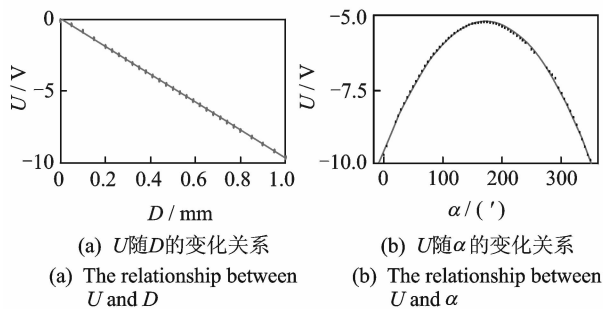 0
−5
−10
U / V
0
0.2
0.4
0.6
0.8
1.0
D / mm
(a) U随D的变化关系
(a) The relationship between
U and D
−5.0
−7.5
−10.0
U / V
0
100
200
300
α / (′)
(b) U随α的变化关系
(b) The relationship between
U and α